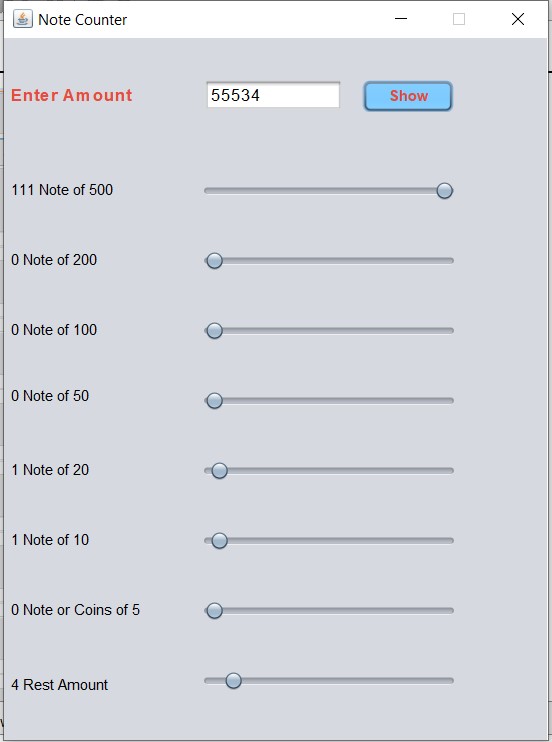 Note Counter
Enter Amount 55534 Show
111 Note of 500
0 Note of 200
0 Note of 100
0 Note of 50
1 Note of 20
1 Note of 10
0 Note or Coins of 5
4 Rest Amount